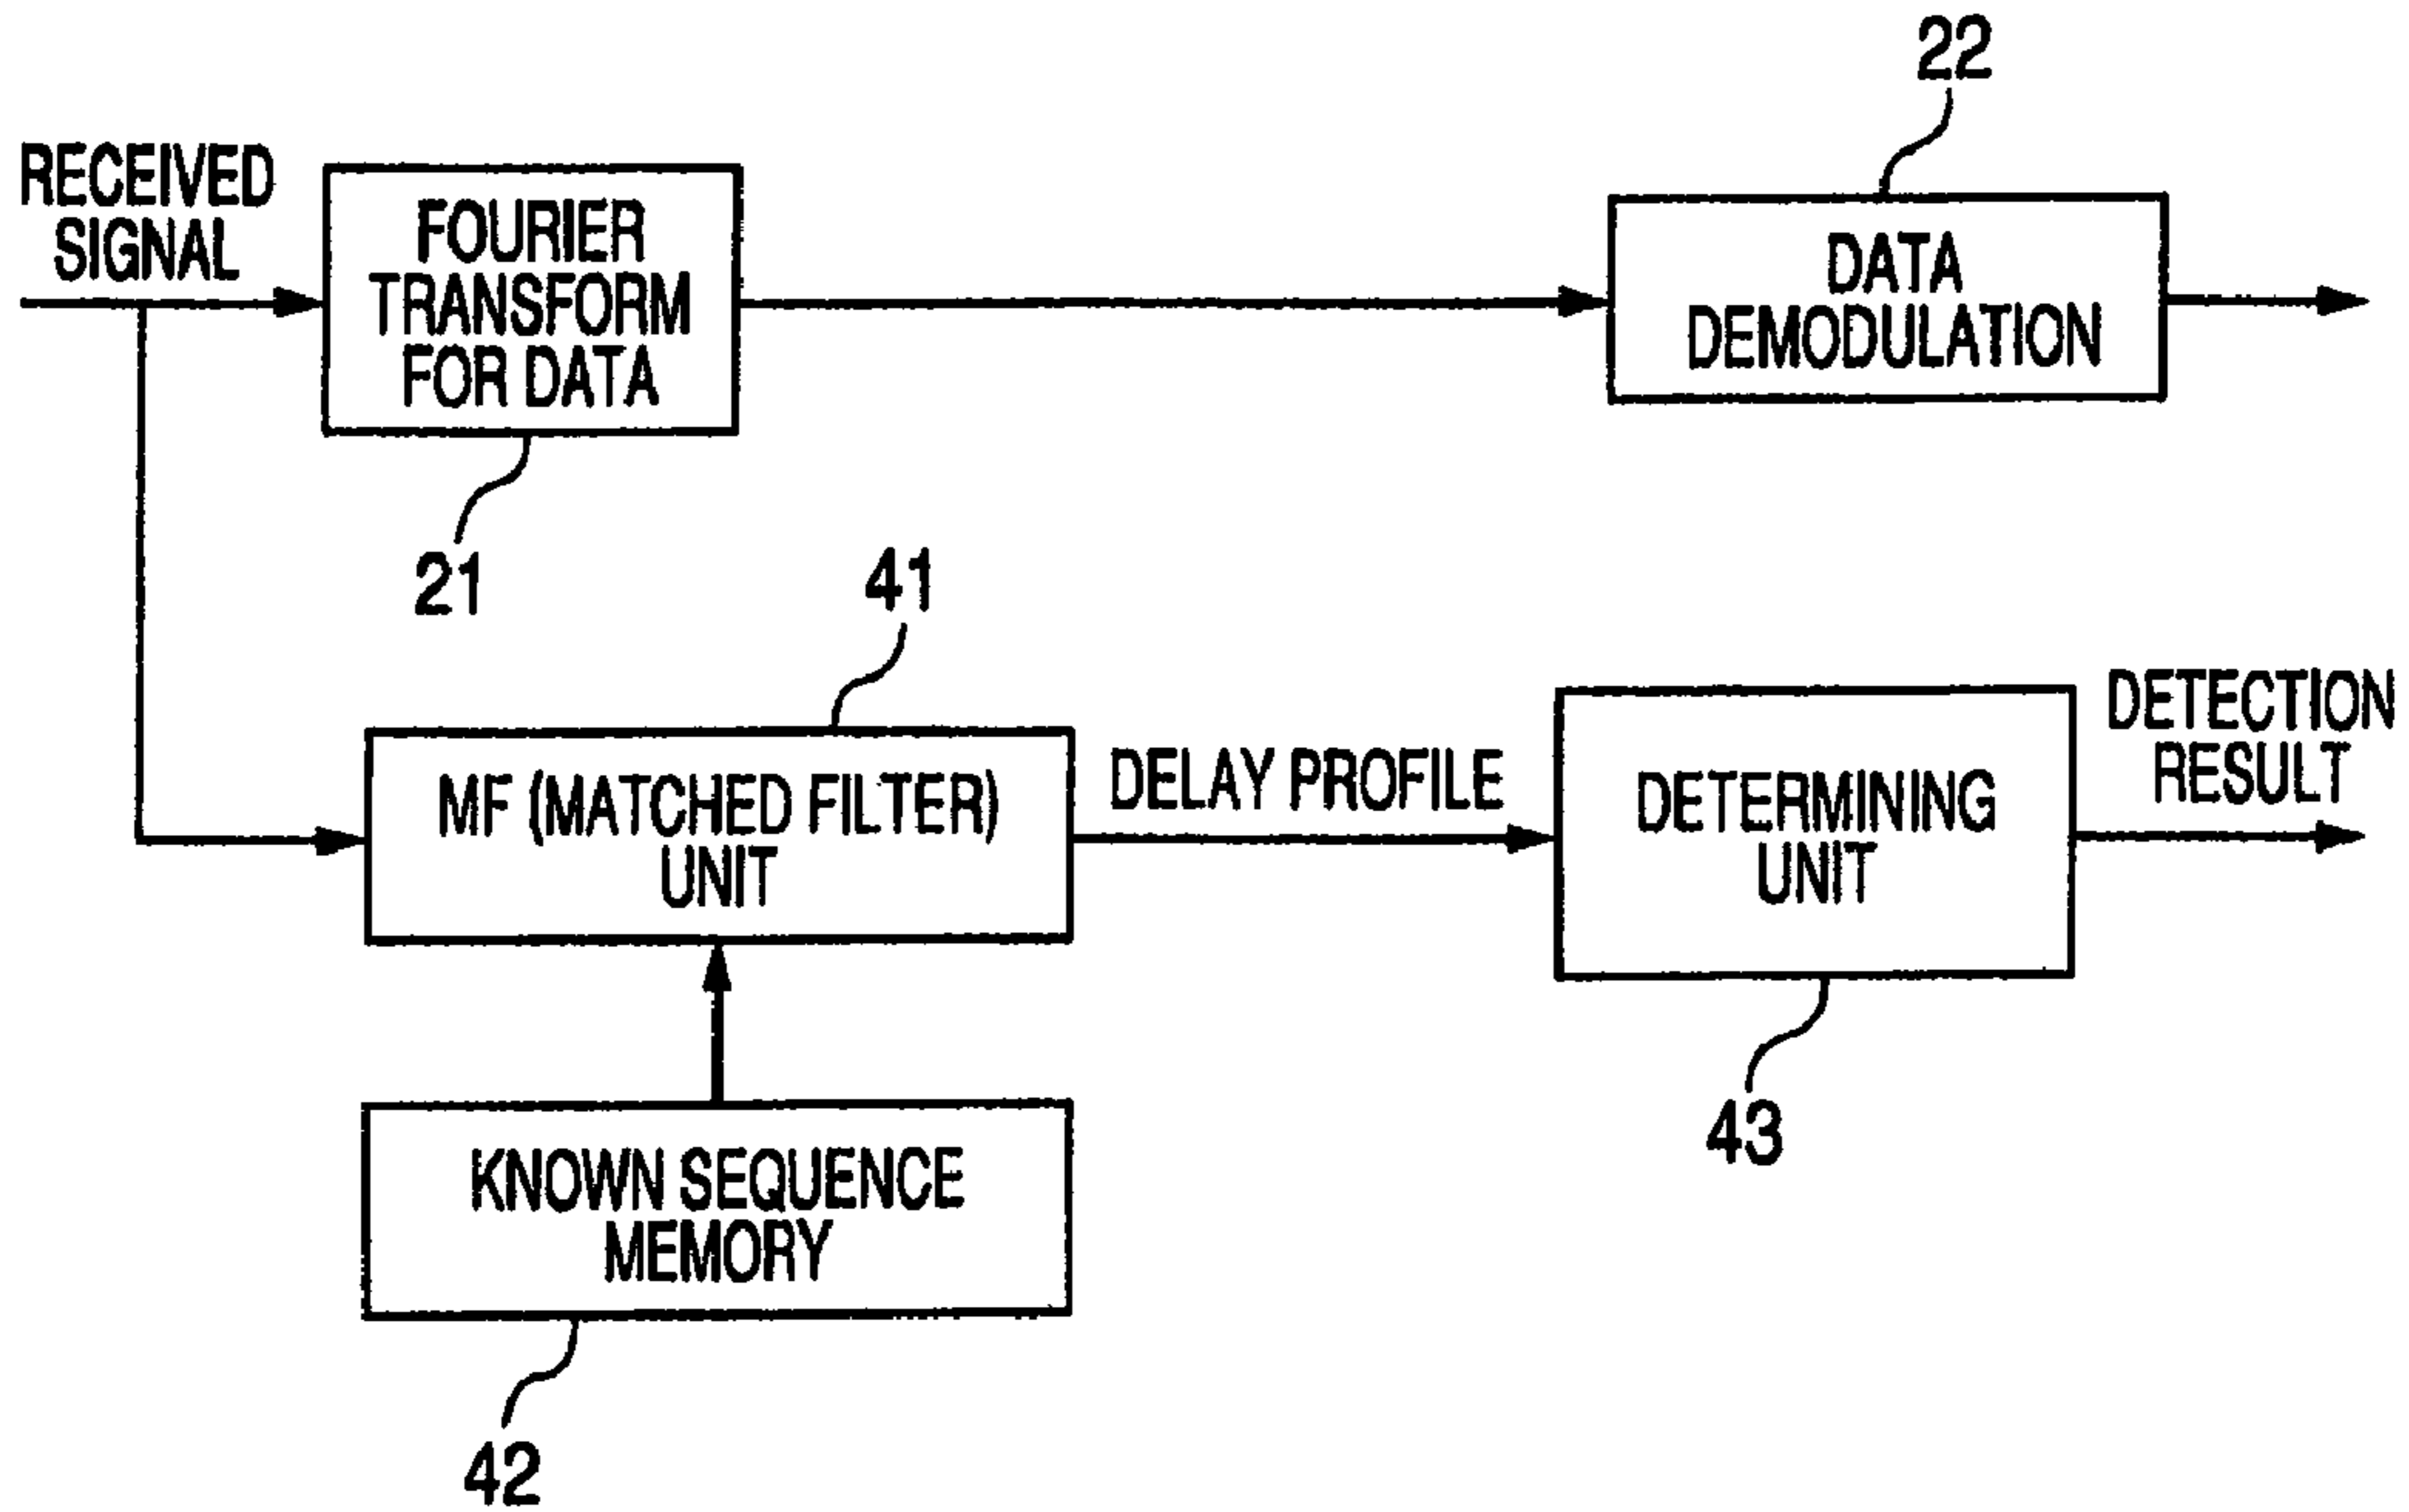 22
RECEIVED
SIGNAL
FOURIER
TRANSFORM
FOR DATA
DATA
DEMODULATION
21
41
MF (MATCHED FILTER)
UNIT
DELAY PROFILE
DETERMINING
UNIT
DETECTION
RESULT
KNOWN SEQUENCE
MEMORY
43
42